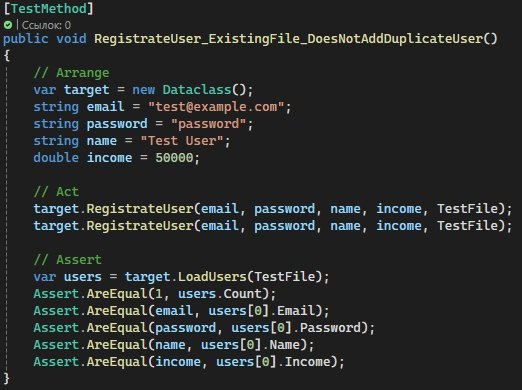 [TestMethod]
Ссылок: 0
public void RegistrateUser_ExistingFile_DoesNotAddDuplicateUser()
{
// Arrange
var target = new Dataclass();
string email = "test@example.com";
string password = "password";
string name = "Test User";
double income = 50000;
// Act
target.RegistrateUser(email, password, name, income, TestFile);
target.RegistrateUser(email, password, name, income, TestFile);
// Assert
var users = target.LoadUsers(TestFile);
Assert.AreEqual(1, users.Count);
Assert.AreEqual(email, users[0].Email);
Assert.AreEqual(password, users[0].Password);
Assert.AreEqual(name, users[0].Name);
Assert.AreEqual(income, users[0].Income);
}